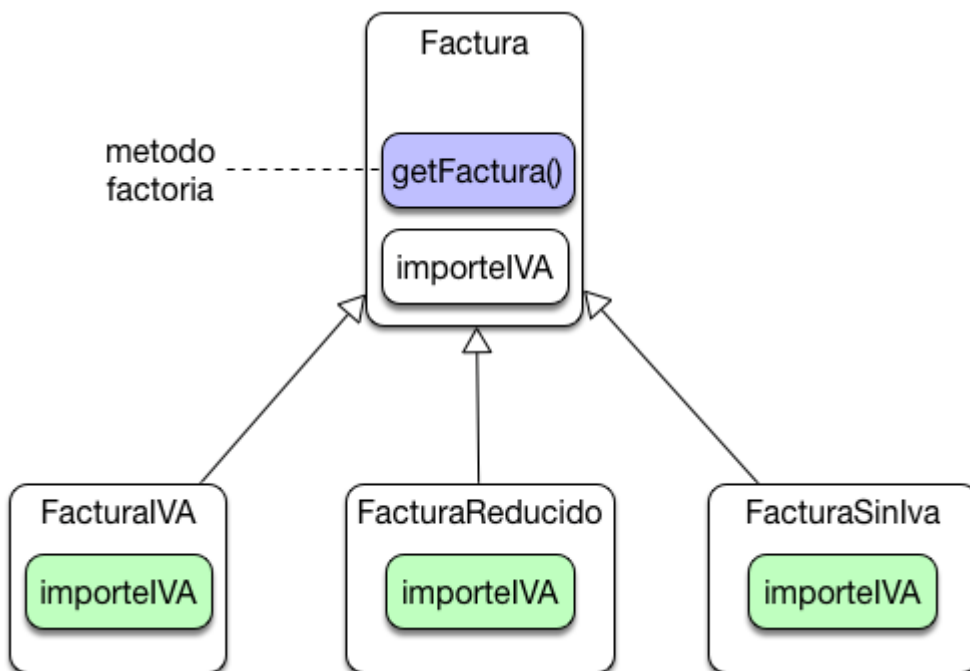 Factura
metodo
factoria
getFactura()
importeIVA
FacturaIVA
importeIVA
FacturaReducido
importeIVA
FacturaSinIva
importeIVA